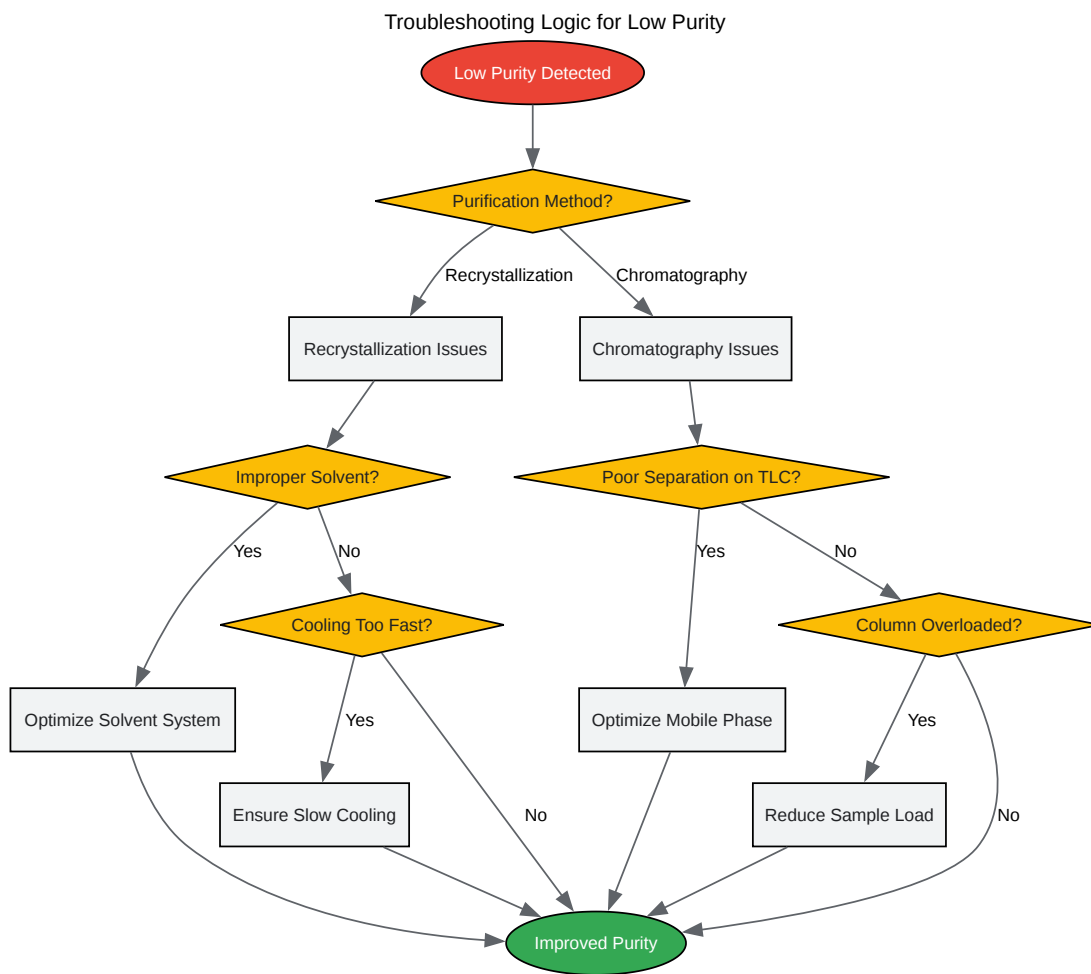 Troubleshooting Logic for Low Purity
Low Purity Detected
Purification Method?
Recrystallization
Chromatography
Recrystallization Issues
Chromatography Issues
Improper Solvent?
Poor Separation on TLC?
Yes
No
Yes
No
Cooling Too Fast?
Column Overloaded?
Optimize Solvent System
Yes
Optimize Mobile Phase
Yes
Ensure Slow Cooling
No
Reduce Sample Load
No
Improved Purity